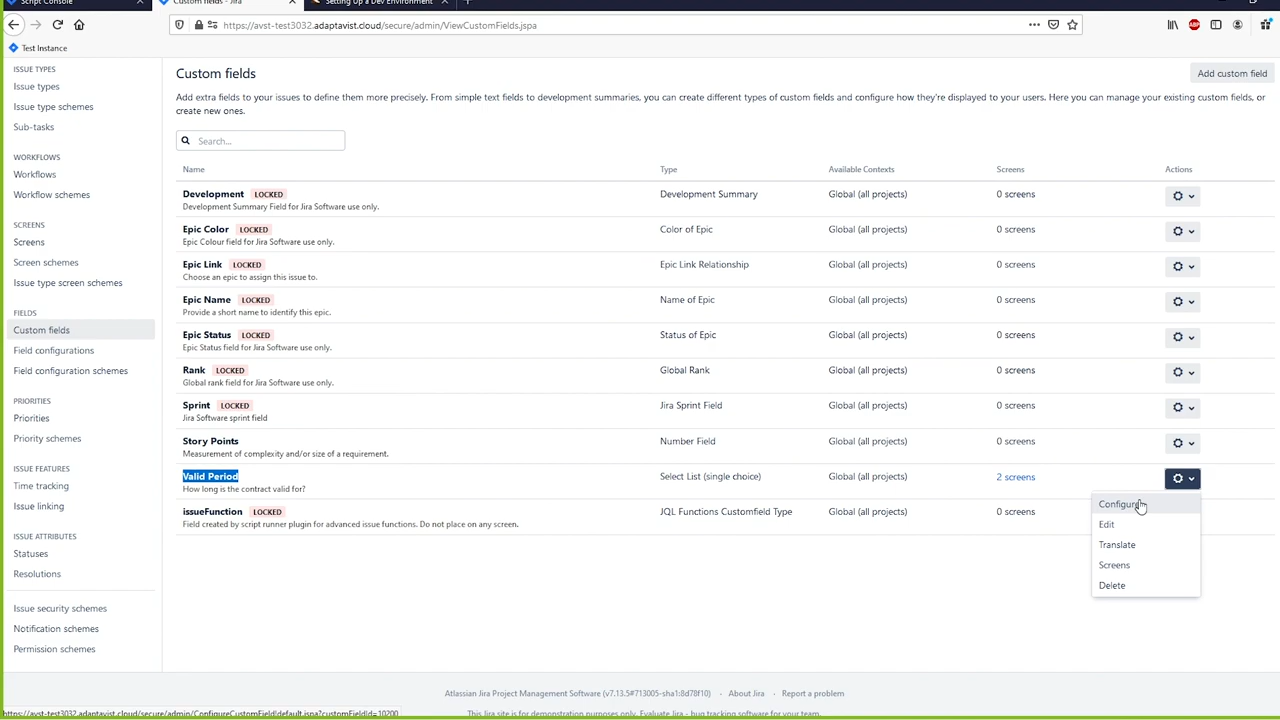 Script Console
Custom fields - Jira
Setting Up a Dev Environment
https://avst-test3032.adaptavist.cloud/secure/admin/ViewCustomFields.jspa
Test Instance
ISSUE TYPES
Issue types
Issue type schemes
Sub-tasks
WORKFLOWS
Workflows
Workflow schemes
SCREENS
Screens
Screen schemes
Issue type screen schemes
FIELDS
Custom fields
Field configurations
Field configuration schemes
PRIORITIES
Priorities
Priority schemes
ISSUE FEATURES
Time tracking
Issue linking
ISSUE ATTRIBUTES
Statuses
Resolutions
Issue security schemes
Notification schemes
Permission schemes
Custom fields
Add custom field
Add extra fields to your issues to define them more precisely. From simple text fields to development summaries, you can create different types of custom fields and configure how they're displayed to your users. Here you can manage your existing custom fields, or
create new ones.
Search...
Name Type Available Contexts Screens Actions
Development LOCKED Development Summary Global (all projects) 0 screens
Development Summary Field for Jira Software use only.
Epic Color LOCKED Color of Epic Global (all projects) 0 screens
Epic Colour field for Jira Software use only.
Epic Link LOCKED Epic Link Relationship Global (all projects) 0 screens
Choose an epic to assign this issue to.
Epic Name LOCKED Name of Epic Global (all projects) 0 screens
Provide a short name to identify this epic.
Epic Status LOCKED Status of Epic Global (all projects) 0 screens
Epic Status field for Jira Software use only.
Rank LOCKED Global Rank Global (all projects) 0 screens
Global rank field for Jira Software use only.
Sprint LOCKED Jira Sprint Field Global (all projects) 0 screens
Jira Software sprint field
Story Points Number Field Global (all projects) 0 screens
Measurement of complexity and/or size of a requirement.
Valid Period Select List (single choice) Global (all projects) 2 screens
How long is the contract valid for?
issueFunction LOCKED JQL Functions Customfield Type Global (all projects) 0 screens
Field created by script runner plugin for advanced issue functions. Do not place on any screen.
Configure
Edit
Translate
Screens
Delete
Atlassian Jira Project Management Software (v7.13.5#713005-sha1:8d78f10) · About Jira · Report a problem
This Jira site is for demonstration purposes only. Evaluate Jira - bug tracking software for your team.
https://avst-test3032.adaptavist.cloud/secure/admin/ConfigureCustomField!default.jspa?customFieldId=10200